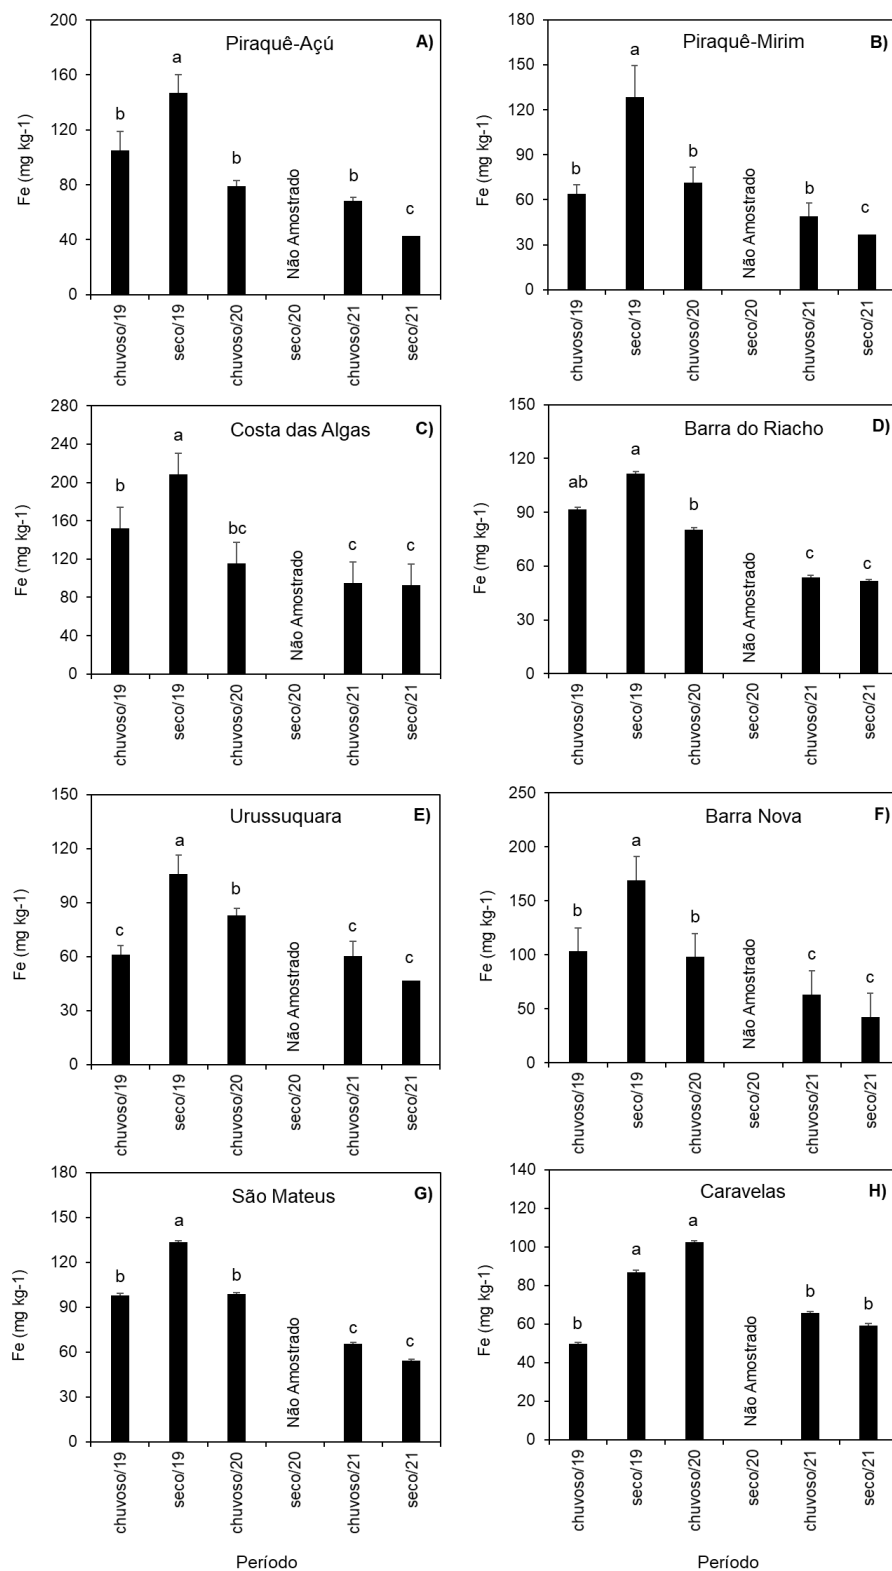 Piraquê-Açú
A)
Fe (mg kg-1)
200
160
120
80
40
0
b
a
b
Não Amostrado
b
c
chuvoso/19
seco/19
chuvoso/20
seco/20
chuvoso/21
seco/21
Piraquê-Mirim
B)
Fe (mg kg-1)
180
150
120
90
60
30
0
b
a
b
Não Amostrado
b
c
chuvoso/19
seco/19
chuvoso/20
seco/20
chuvoso/21
seco/21
Costa das Algas
C)
Fe (mg kg-1)
280
240
200
160
120
80
40
0
b
a
bc
Não Amostrado
c
c
chuvoso/19
seco/19
chuvoso/20
seco/20
chuvoso/21
seco/21
Barra do Riacho
D)
Fe (mg kg-1)
150
120
90
60
30
0
ab
a
b
Não Amostrado
c
c
chuvoso/19
seco/19
chuvoso/20
seco/20
chuvoso/21
seco/21
Urussuquara
E)
Fe (mg kg-1)
150
120
90
60
30
0
c
a
b
Não Amostrado
c
c
chuvoso/19
seco/19
chuvoso/20
seco/20
chuvoso/21
seco/21
Barra Nova
F)
Fe (mg kg-1)
250
200
150
100
50
0
b
a
b
Não Amostrado
c
c
chuvoso/19
seco/19
chuvoso/20
seco/20
chuvoso/21
seco/21
São Mateus
G)
Fe (mg kg-1)
180
150
120
90
60
30
0
b
a
b
Não Amostrado
c
c
chuvoso/19
seco/19
chuvoso/20
seco/20
chuvoso/21
seco/21
Período
Caravelas
H)
Fe (mg kg-1)
140
120
100
80
60
40
20
0
b
a
a
Não Amostrado
b
b
chuvoso/19
seco/19
chuvoso/20
seco/20
chuvoso/21
seco/21
Período